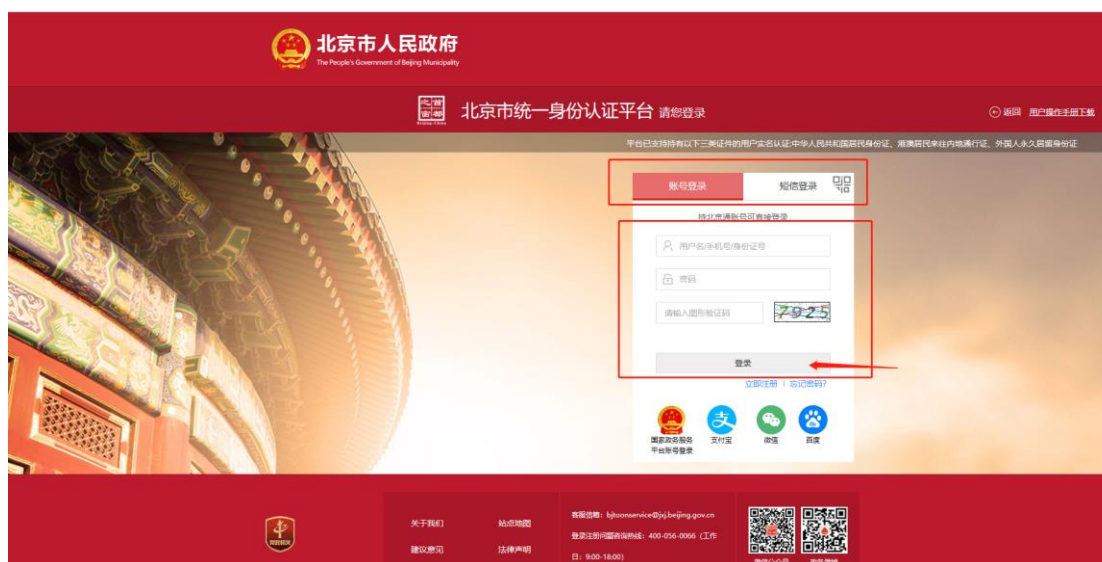 北京市人民政府
The People's Government of Beijing Municipality
首都之窗
Beijing-China
北京市统一身份认证平台 请您登录
返回 用户操作手册下载
平台已支持持有以下三类证件的用户实名认证:中华人民共和国居民身份证、港澳居民来往内地通行证、外国人永久居留身份证
账号登录 短信登录
持北京通账号可直接登录
用户名/手机号/身份证号
密码
请输入图形验证码 7925
登录
立即注册 | 忘记密码?
国家政务服务平台账号登录 支付宝 微信 百度
关于我们 站点地图
建议意见 法律声明
客服信箱：bjtoonservice@jxj.beijing.gov.cn
登录注册问题咨询热线：400-056-0066（工作
日：9:00-18:00）